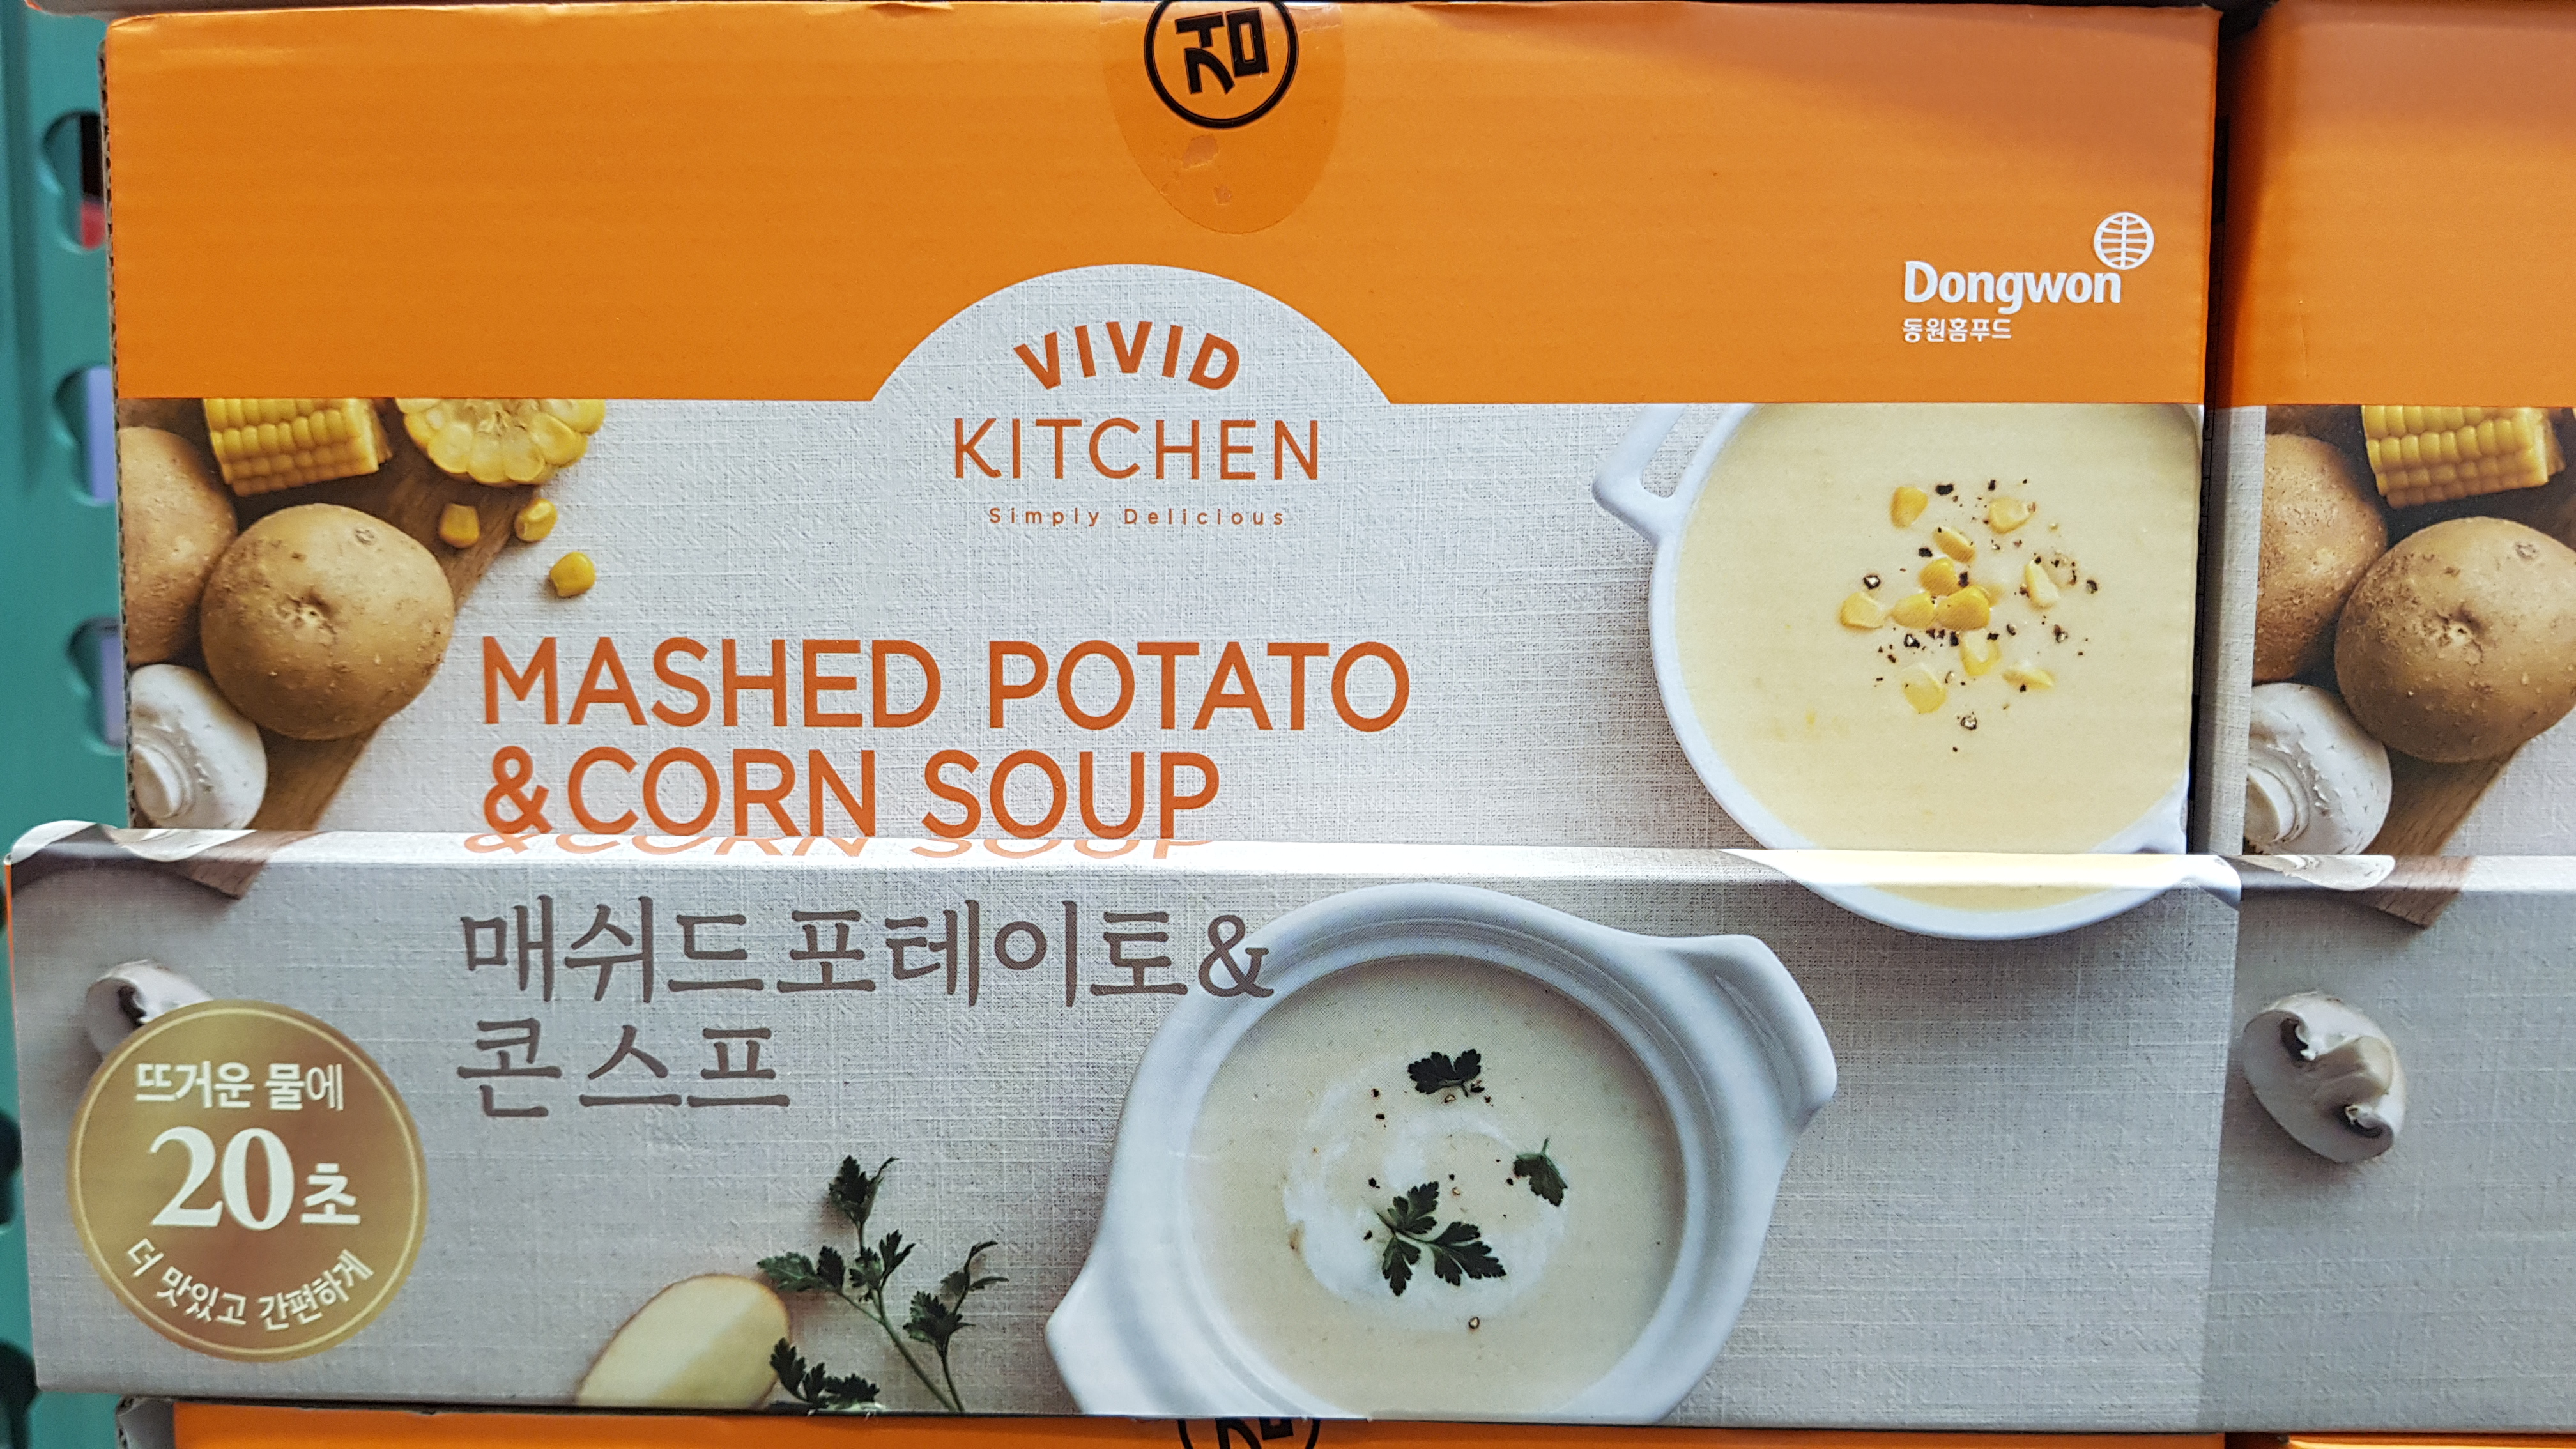 점
Dongwon
동원홈푸드
VIVID
KITCHEN
Simply Delicious
MASHED POTATO
&CORN SOUP
매쉬드포테이토&
콘스프
뜨거운 물에
20초
더 맛있고 간편하게